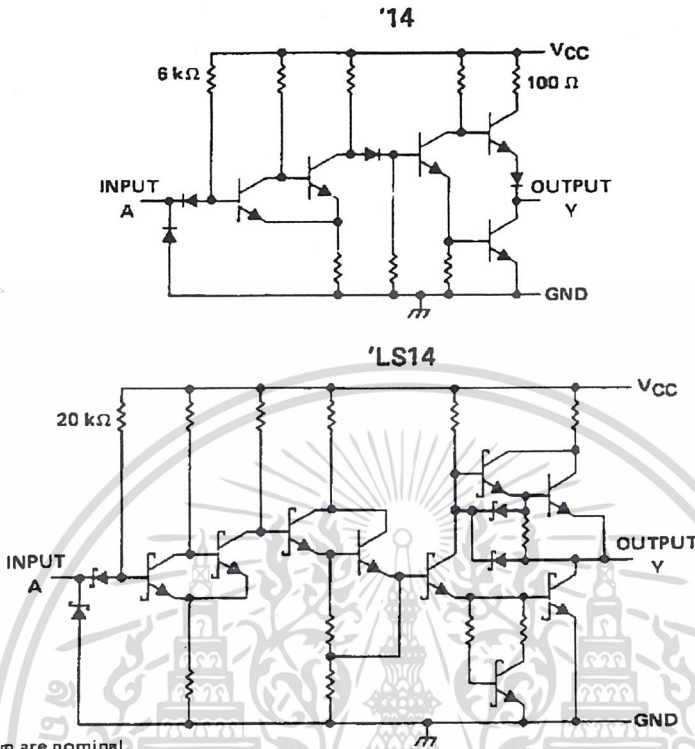 '14
VCC
6 kΩ
100 Ω
INPUT
A
OUTPUT
Y
GND
'LS14
VCC
20 kΩ
INPUT
A
OUTPUT
Y
GND
are nominal.